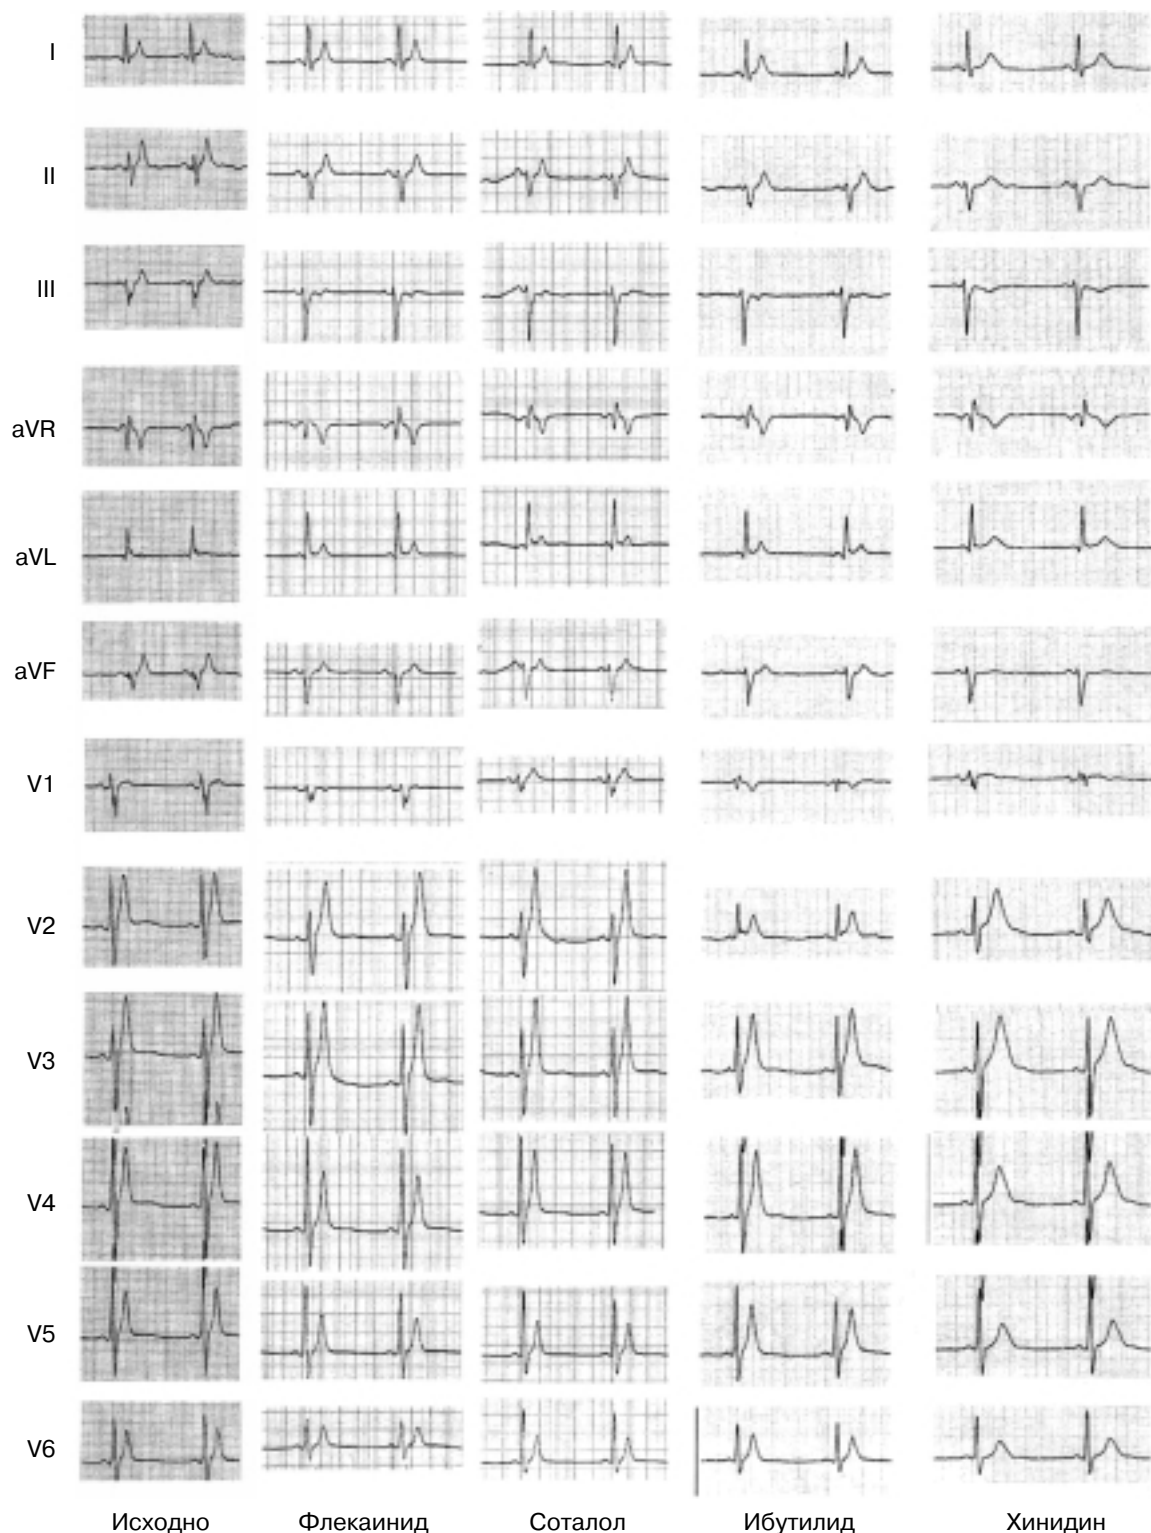 I
II
III
aVR
aVL
aVF
V1
V2
V3
V4
V5
V6
Исходно Флекаинид Соталол Ибутилид Хинидин